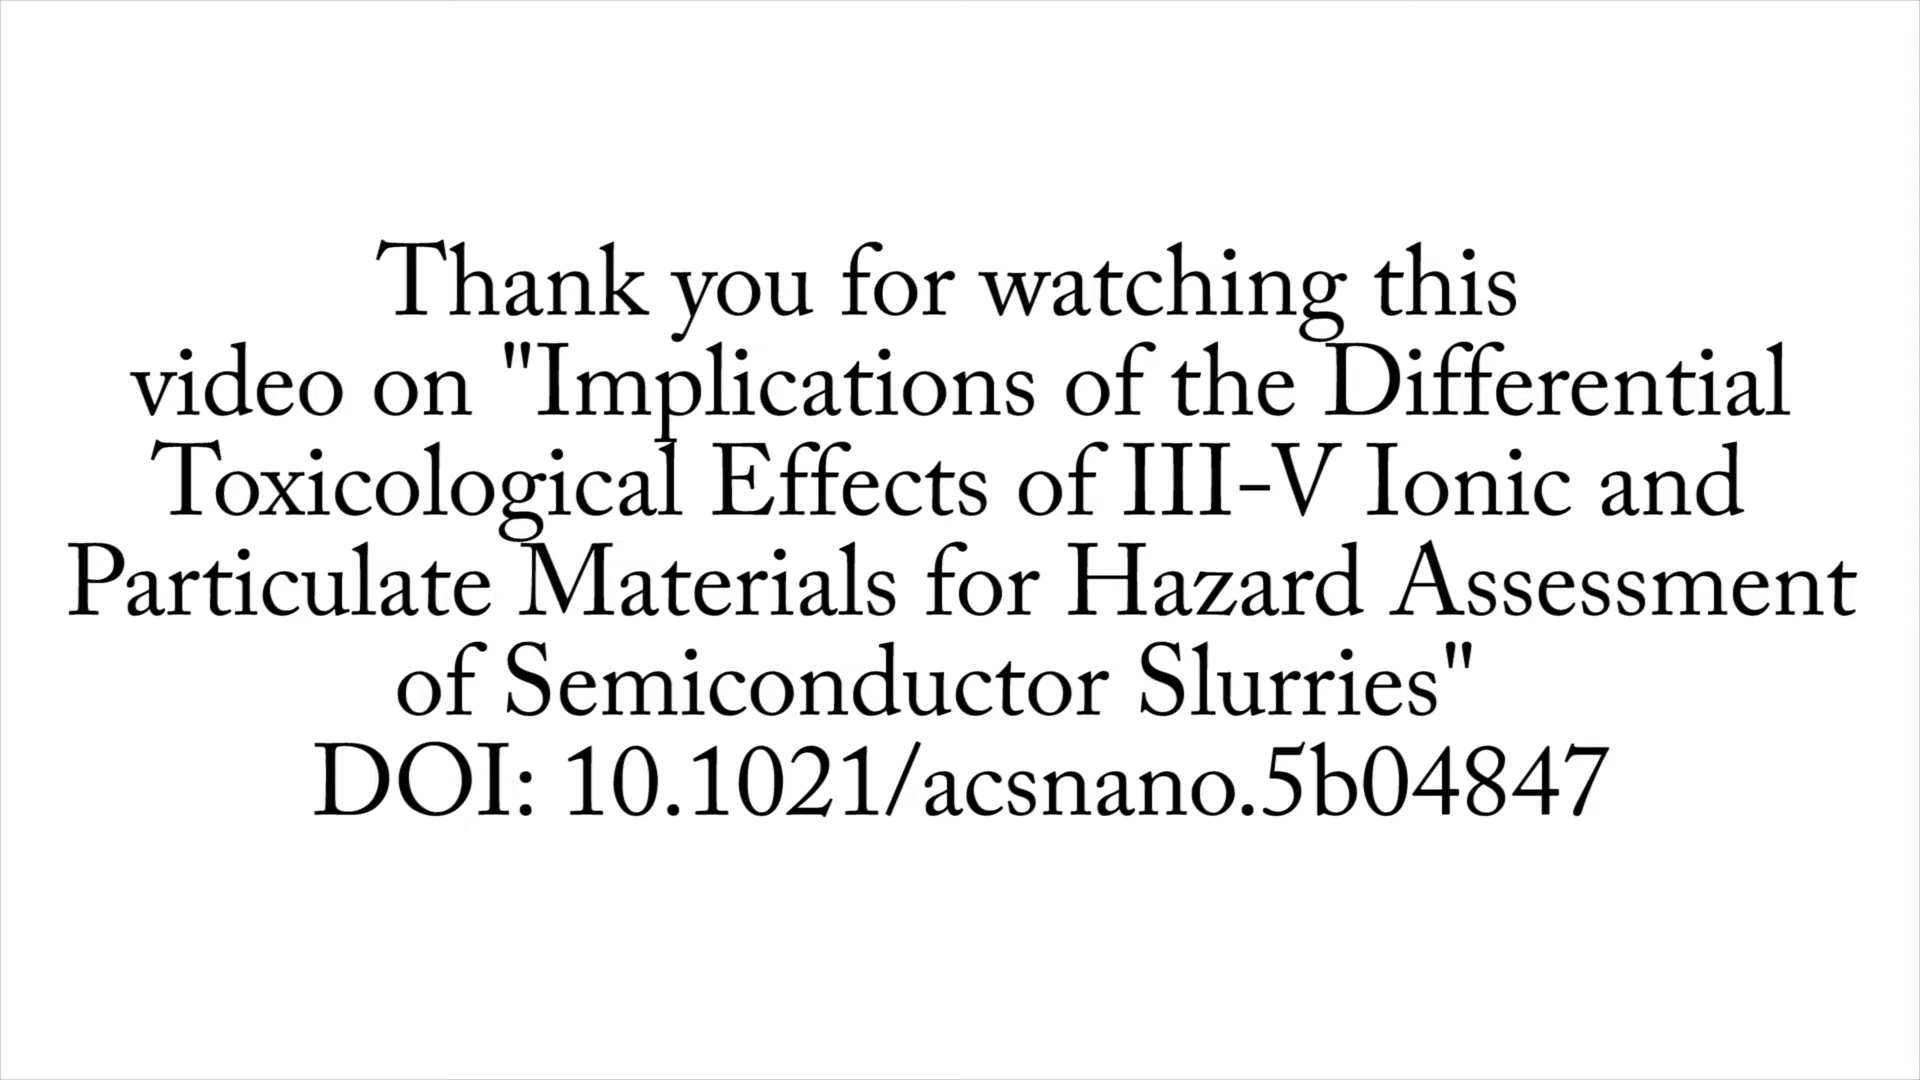 Thank you for watching this
video on "Implications of the Differential
Toxicological Effects of III-V Ionic and
Particulate Materials for Hazard Assessment
of Semiconductor Slurries"
DOI: 10.1021/acsnano.5b04847